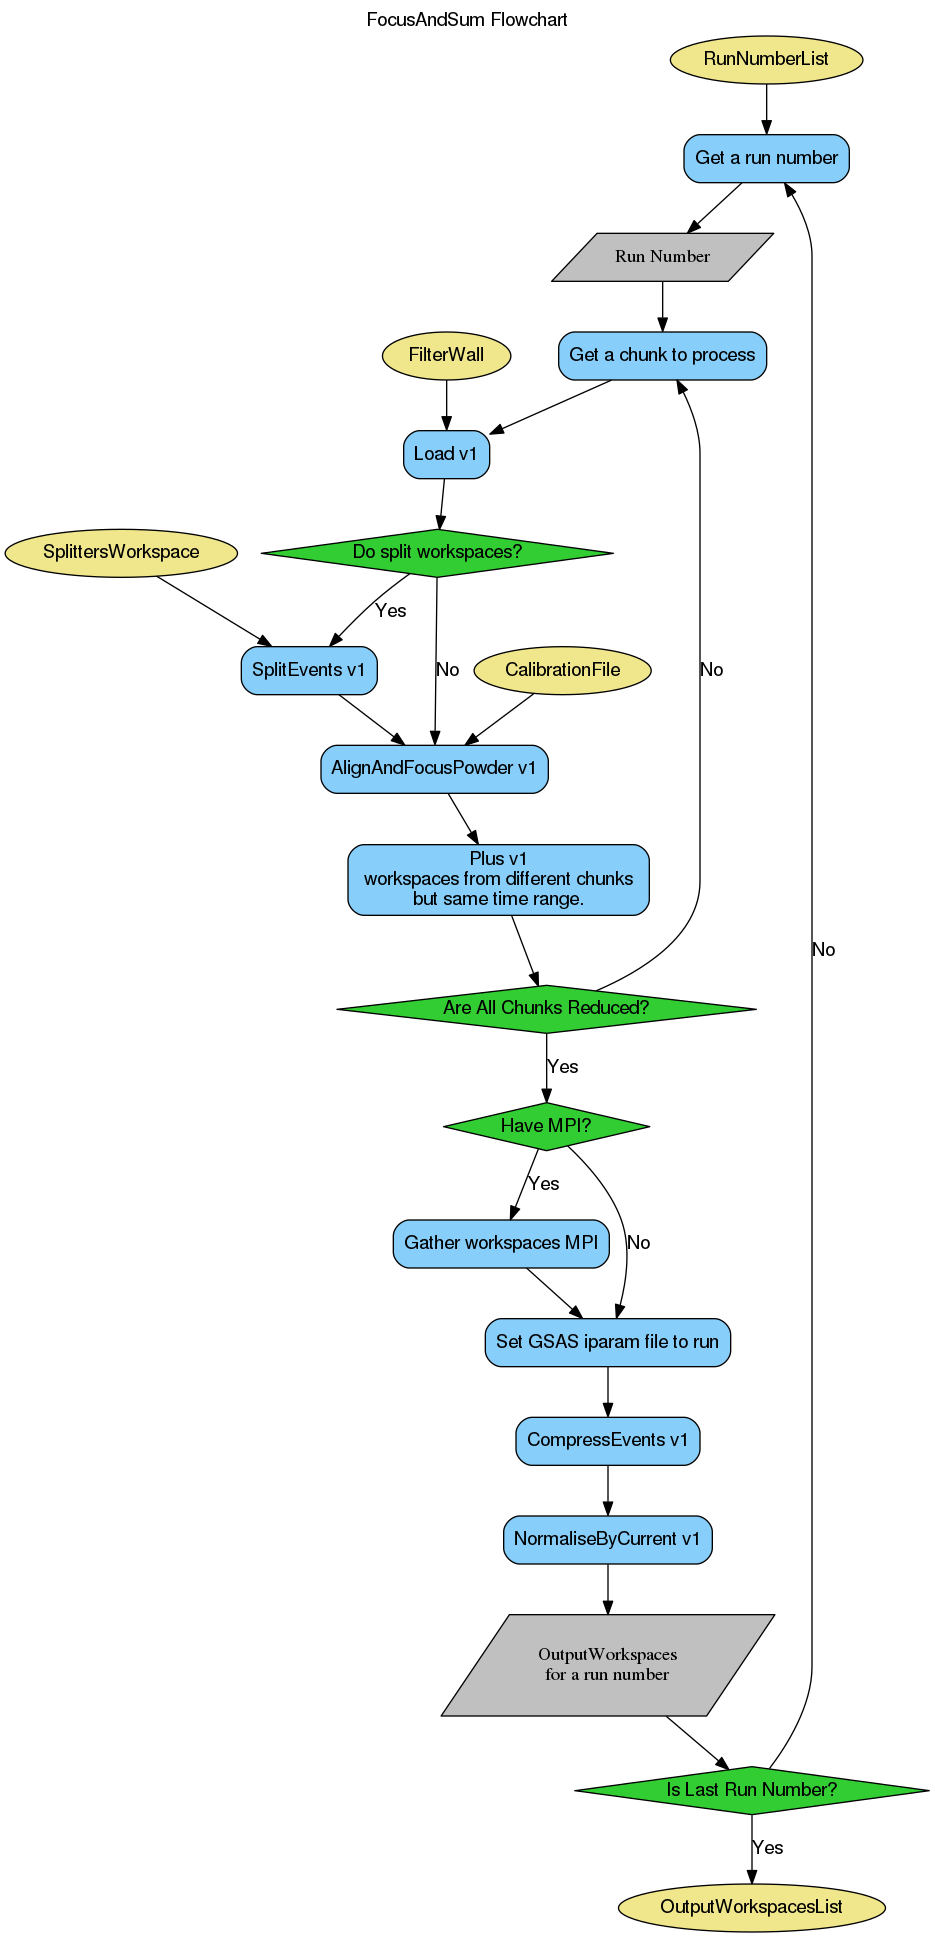 FocusAndSum Flowchart
RunNumberList
Get a run number
Run Number
Get a chunk to process
FilterWall
Load v1
Do split workspaces?
SplittersWorkspace
Yes
SplitEvents v1
No
CalibrationFile
No
AlignAndFocusPowder v1
Plus v1
workspaces from different chunks
but same time range.
No
Are All Chunks Reduced?
Yes
Have MPI?
Yes
Gather workspaces MPI
No
Set GSAS iparam file to run
CompressEvents v1
NormaliseByCurrent v1
OutputWorkspaces
for a run number
Is Last Run Number?
Yes
OutputWorkspacesList